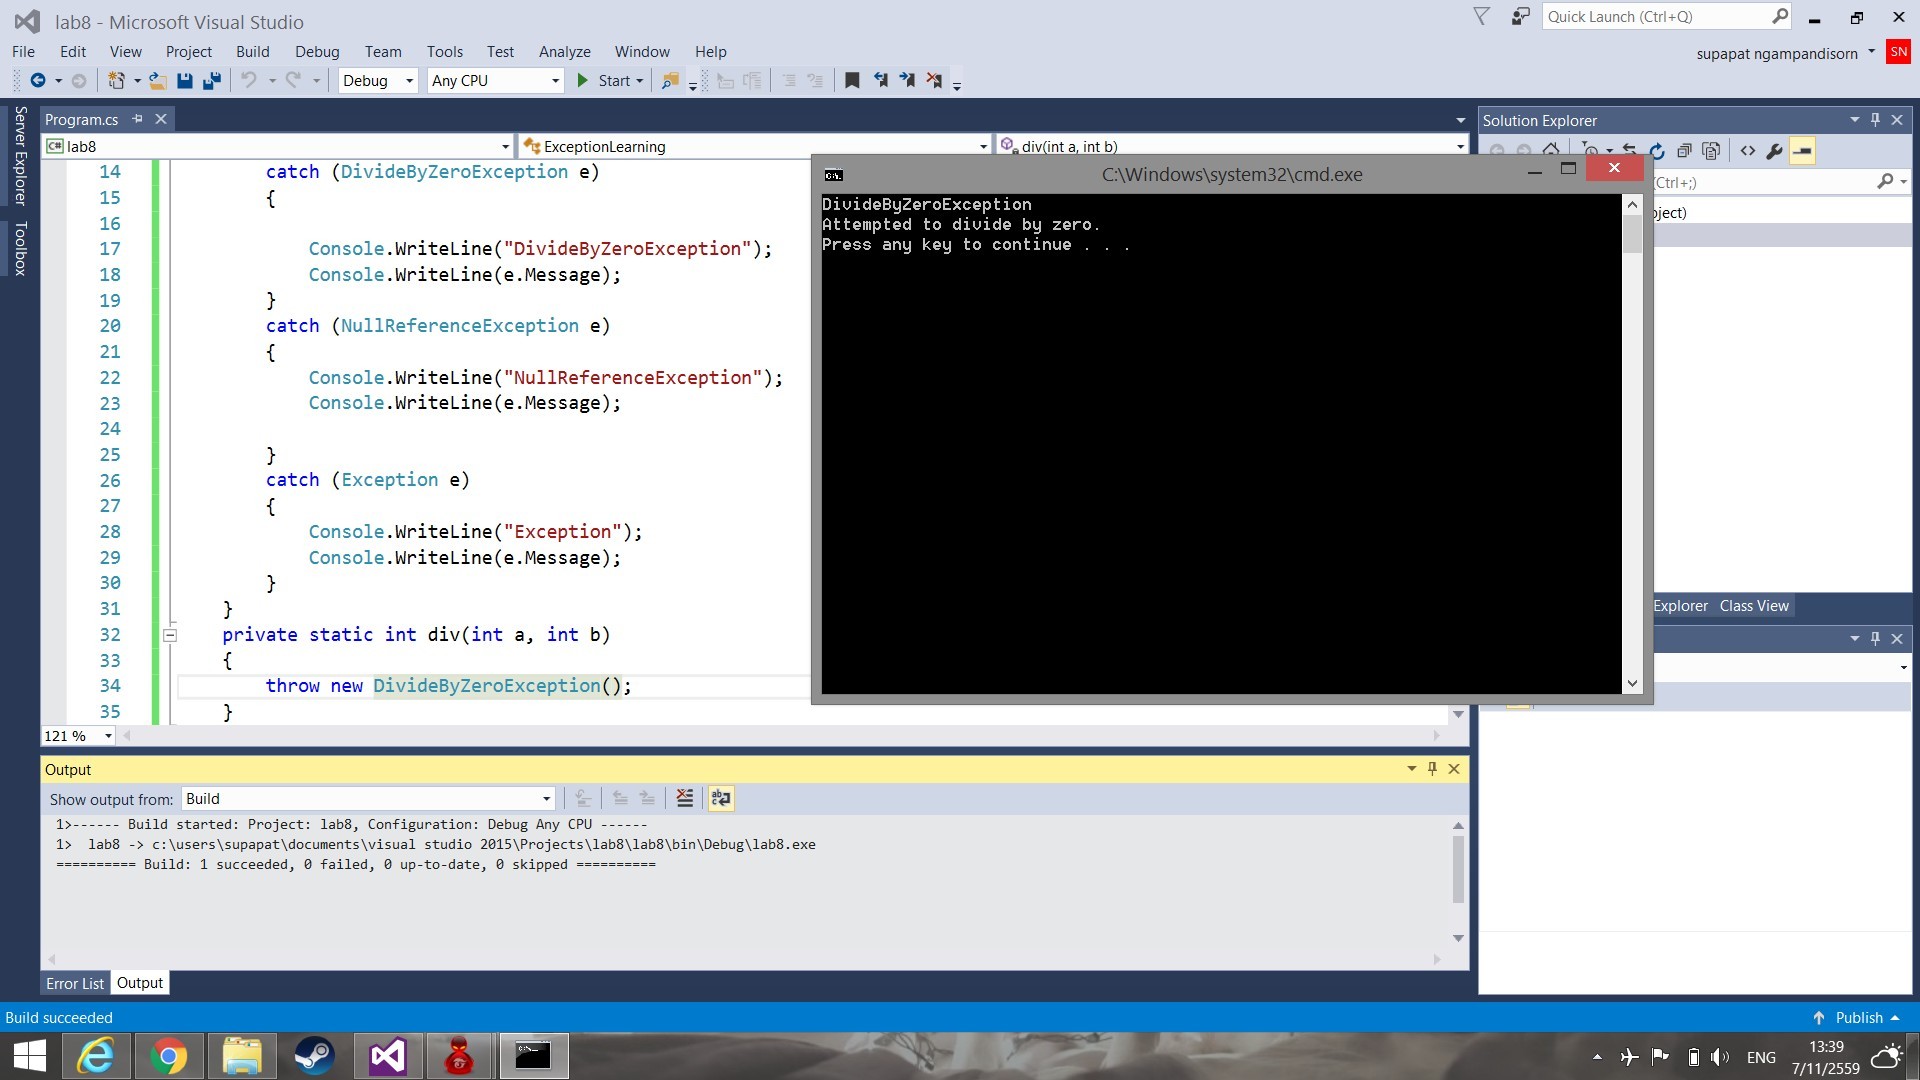 lab8 - Microsoft Visual Studio
Quick Launch (Ctrl+Q)
File Edit View Project Build Debug Team Tools Test Analyze Window Help
supapat ngampandisorn SN
Debug Any CPU Start
Server Explorer
Toolbox
Program.cs
C# lab8 ExceptionLearning div(int a, int b)
14 catch (DivideByZeroException e)
15 {
16
17 Console.WriteLine("DivideByZeroException");
18 Console.WriteLine(e.Message);
19 }
20 catch (NullReferenceException e)
21 {
22 Console.WriteLine("NullReferenceException");
23 Console.WriteLine(e.Message);
24
25 }
26 catch (Exception e)
27 {
28 Console.WriteLine("Exception");
29 Console.WriteLine(e.Message);
30 }
31 }
32 private static int div(int a, int b)
33 {
34 throw new DivideByZeroException();
35 }
121 %
C:\Windows\system32\cmd.exe
DivideByZeroException
Attempted to divide by zero.
Press any key to continue . . .
Solution Explorer
(Ctrl+;)
Explorer Class View
Output
Show output from: Build
1>------ Build started: Project: lab8, Configuration: Debug Any CPU ------
1>  lab8 -> c:\users\supapat\documents\visual studio 2015\Projects\lab8\lab8\bin\Debug\lab8.exe
========== Build: 1 succeeded, 0 failed, 0 up-to-date, 0 skipped ==========
Error List Output
Build succeeded
Publish
ENG
13:39
7/11/2559